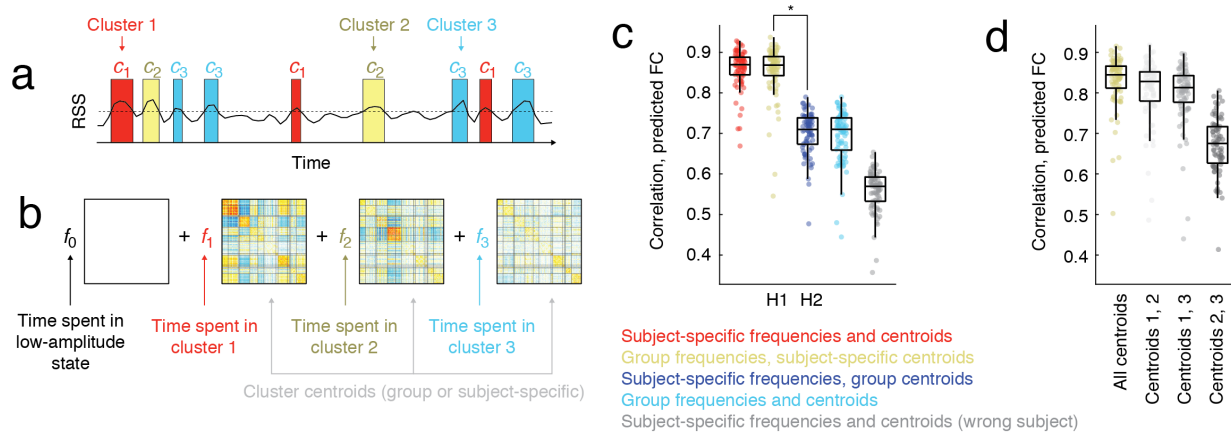 a
Cluster 1
Cluster 2
Cluster 3
c1 c2 c3 c3 c1 c2 c3 c1 c3
RSS
Time
b
f0 + f1 + f2 + f3
Time spent in
low-amplitude
state
Time spent in
cluster 1
Time spent in
cluster 2
Time spent in
cluster 3
Cluster centroids (group or subject-specific)
c
*
Correlation, predicted FC
0.9
0.8
0.7
0.6
0.5
0.4
H1 H2
Subject-specific frequencies and centroids
Group frequencies, subject-specific centroids
Subject-specific frequencies, group centroids
Group frequencies and centroids
Subject-specific frequencies and centroids (wrong subject)
d
Correlation, predicted FC
0.9
0.8
0.7
0.6
0.5
0.4
All centroids
Centroids 1, 2
Centroids 1, 3
Centroids 2, 3